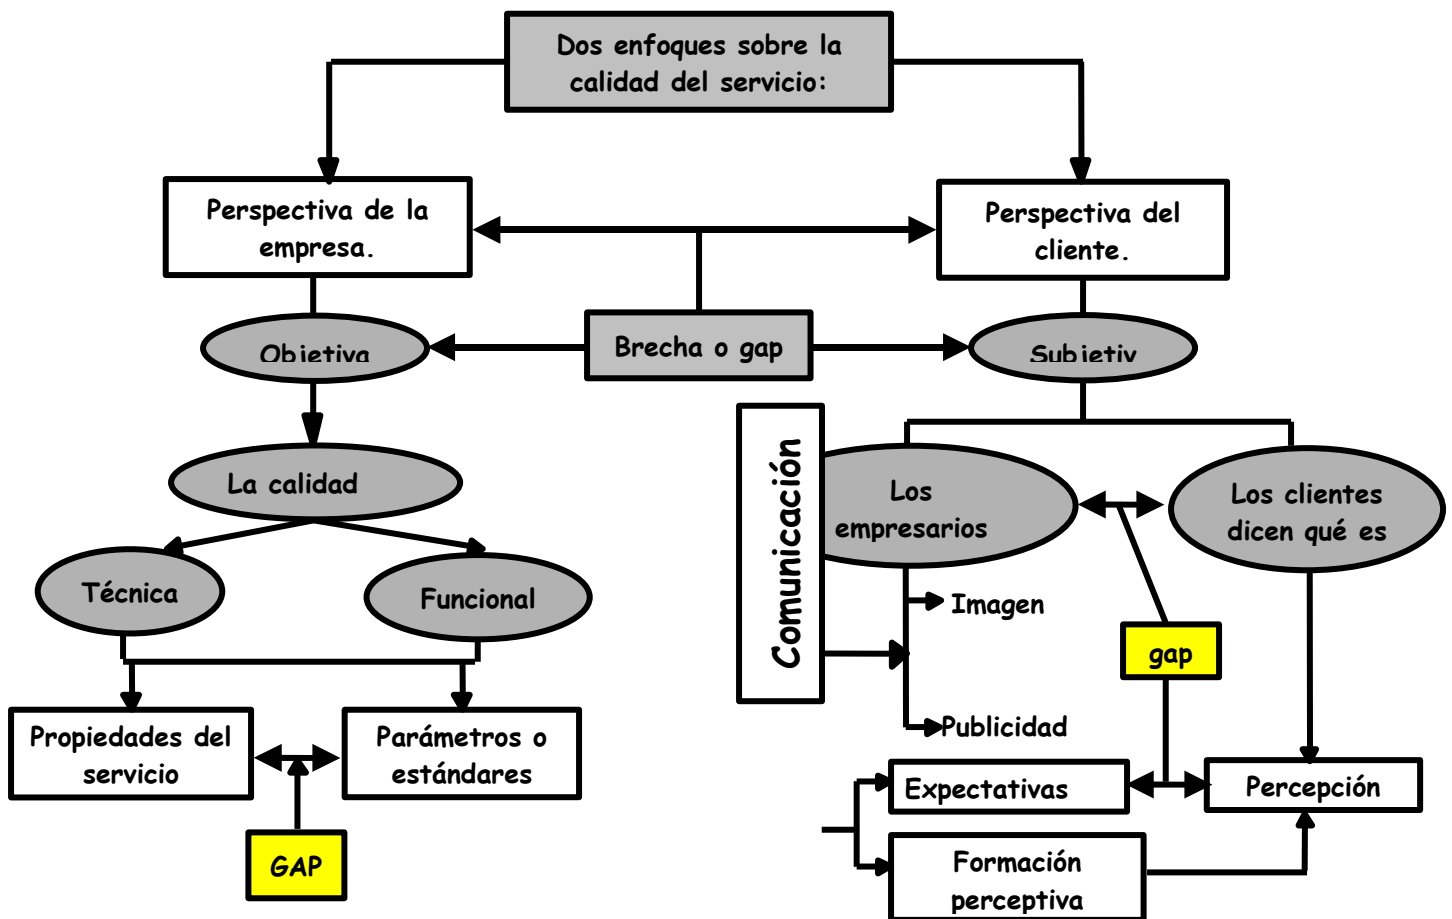 Dos enfoques sobre la
calidad del servicio:
Perspectiva de la
empresa.
Perspectiva del
cliente.
Brecha o gap
Objetiva
Subjetiv
La calidad
Técnica
Funcional
Propiedades del
servicio
Parámetros o
estándares
GAP
Comunicación
Los
empresarios
Los clientes
dicen qué es
Imagen
gap
Publicidad
Expectativas
Percepción
Formación
perceptiva